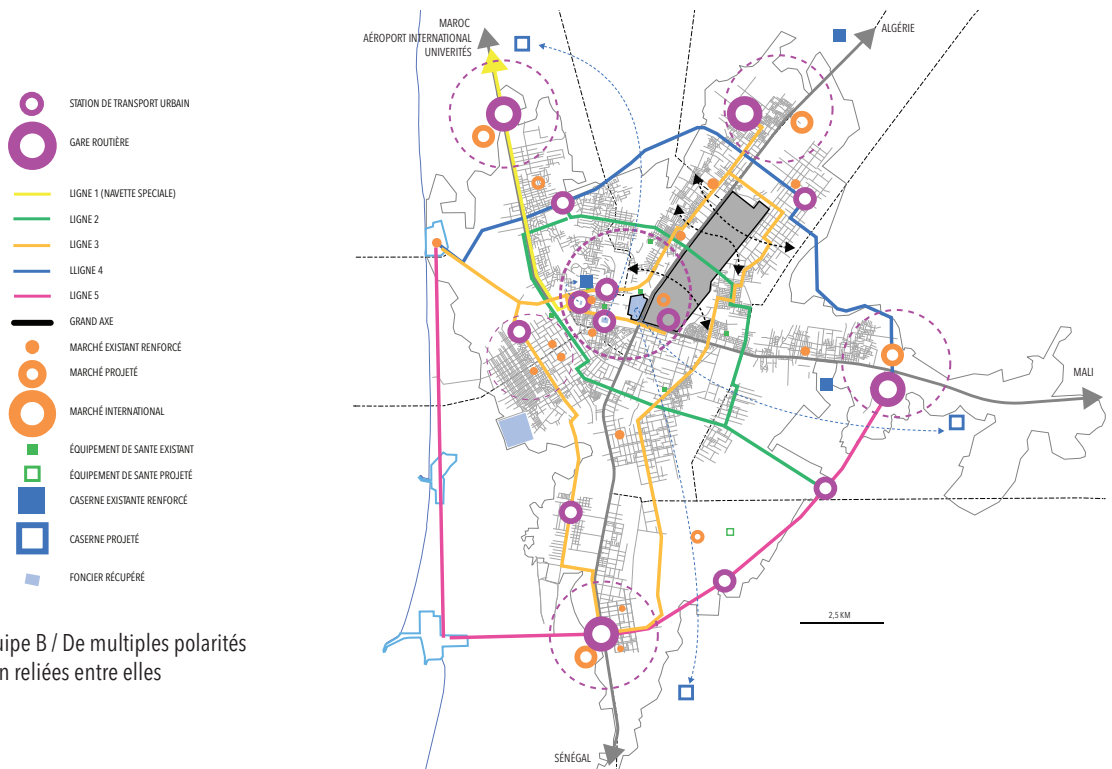 MAROC
AÉROPORT INTERNATIONAL
UNIVERITÉS
ALGÉRIE
STATION DE TRANSPORT URBAIN
GARE ROUTIÈRE
LIGNE 1 (NAVETTE SPECIALE)
LIGNE 2
LIGNE 3
LLIGNE 4
LIGNE 5
GRAND AXE
MARCHÉ EXISTANT RENFORCÉ
MARCHÉ PROJETÉ
MARCHÉ INTERNATIONAL
ÉQUIPEMENT DE SANTE EXISTANT
ÉQUIPEMENT DE SANTE PROJETÉ
CASERNE EXISTANTE RENFORCÉ
CASERNE PROJETÉ
FONCIER RÉCUPÉRÉ
MALI
2,5 KM
uipe B / De multiples polarités
n reliées entre elles
SÉNÉGAL